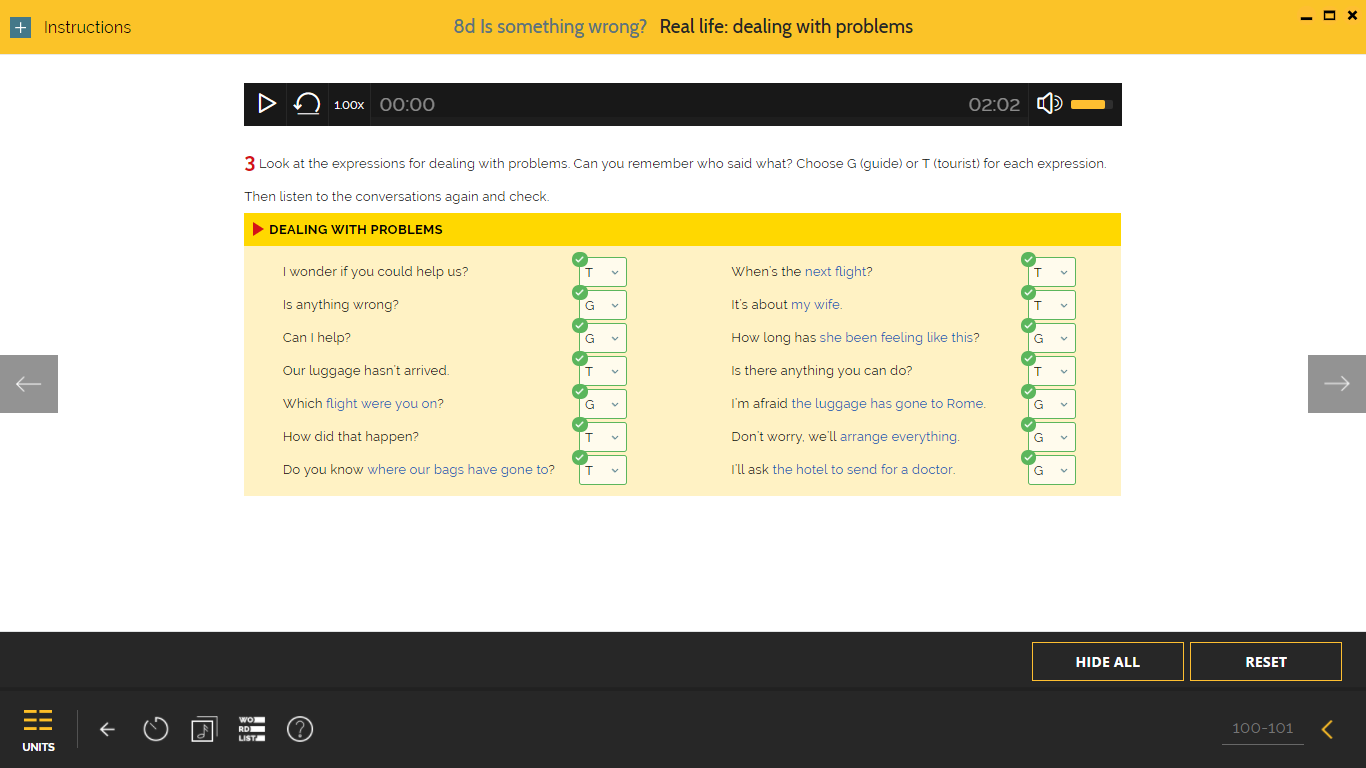 Instructions
8d Is something wrong? Real life: dealing with problems
1.00x 00:00 02:02
3 Look at the expressions for dealing with problems. Can you remember who said what? Choose G (guide) or T (tourist) for each expression.
Then listen to the conversations again and check.
DEALING WITH PROBLEMS
I wonder if you could help us? T
Is anything wrong? G
Can I help? G
Our luggage hasn't arrived. T
Which flight were you on? G
How did that happen? T
Do you know where our bags have gone to? T
When's the next flight? T
It's about my wife. T
How long has she been feeling like this? G
Is there anything you can do? T
I'm afraid the luggage has gone to Rome. G
Don't worry, we'll arrange everything. G
I'll ask the hotel to send for a doctor. G
HIDE ALL RESET
UNITS
WO
RD
LIST
?
100-101